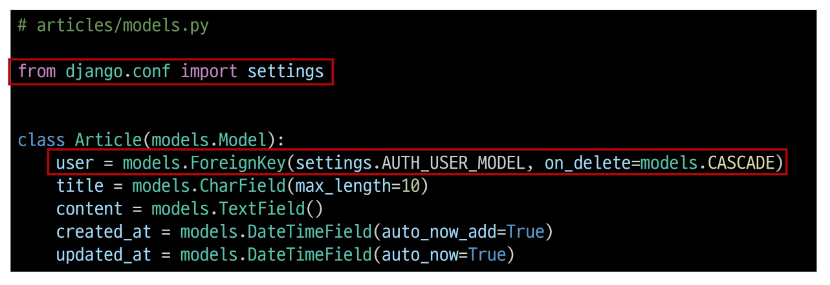 # articles/models.py
from django.conf import settings
class Article(models.Model):
    user = models.ForeignKey(settings.AUTH_USER_MODEL, on_delete=models.CASCADE)
    title = models.CharField(max_length=10)
    content = models.TextField()
    created_at = models.DateTimeField(auto_now_add=True)
    updated_at = models.DateTimeField(auto_now=True)